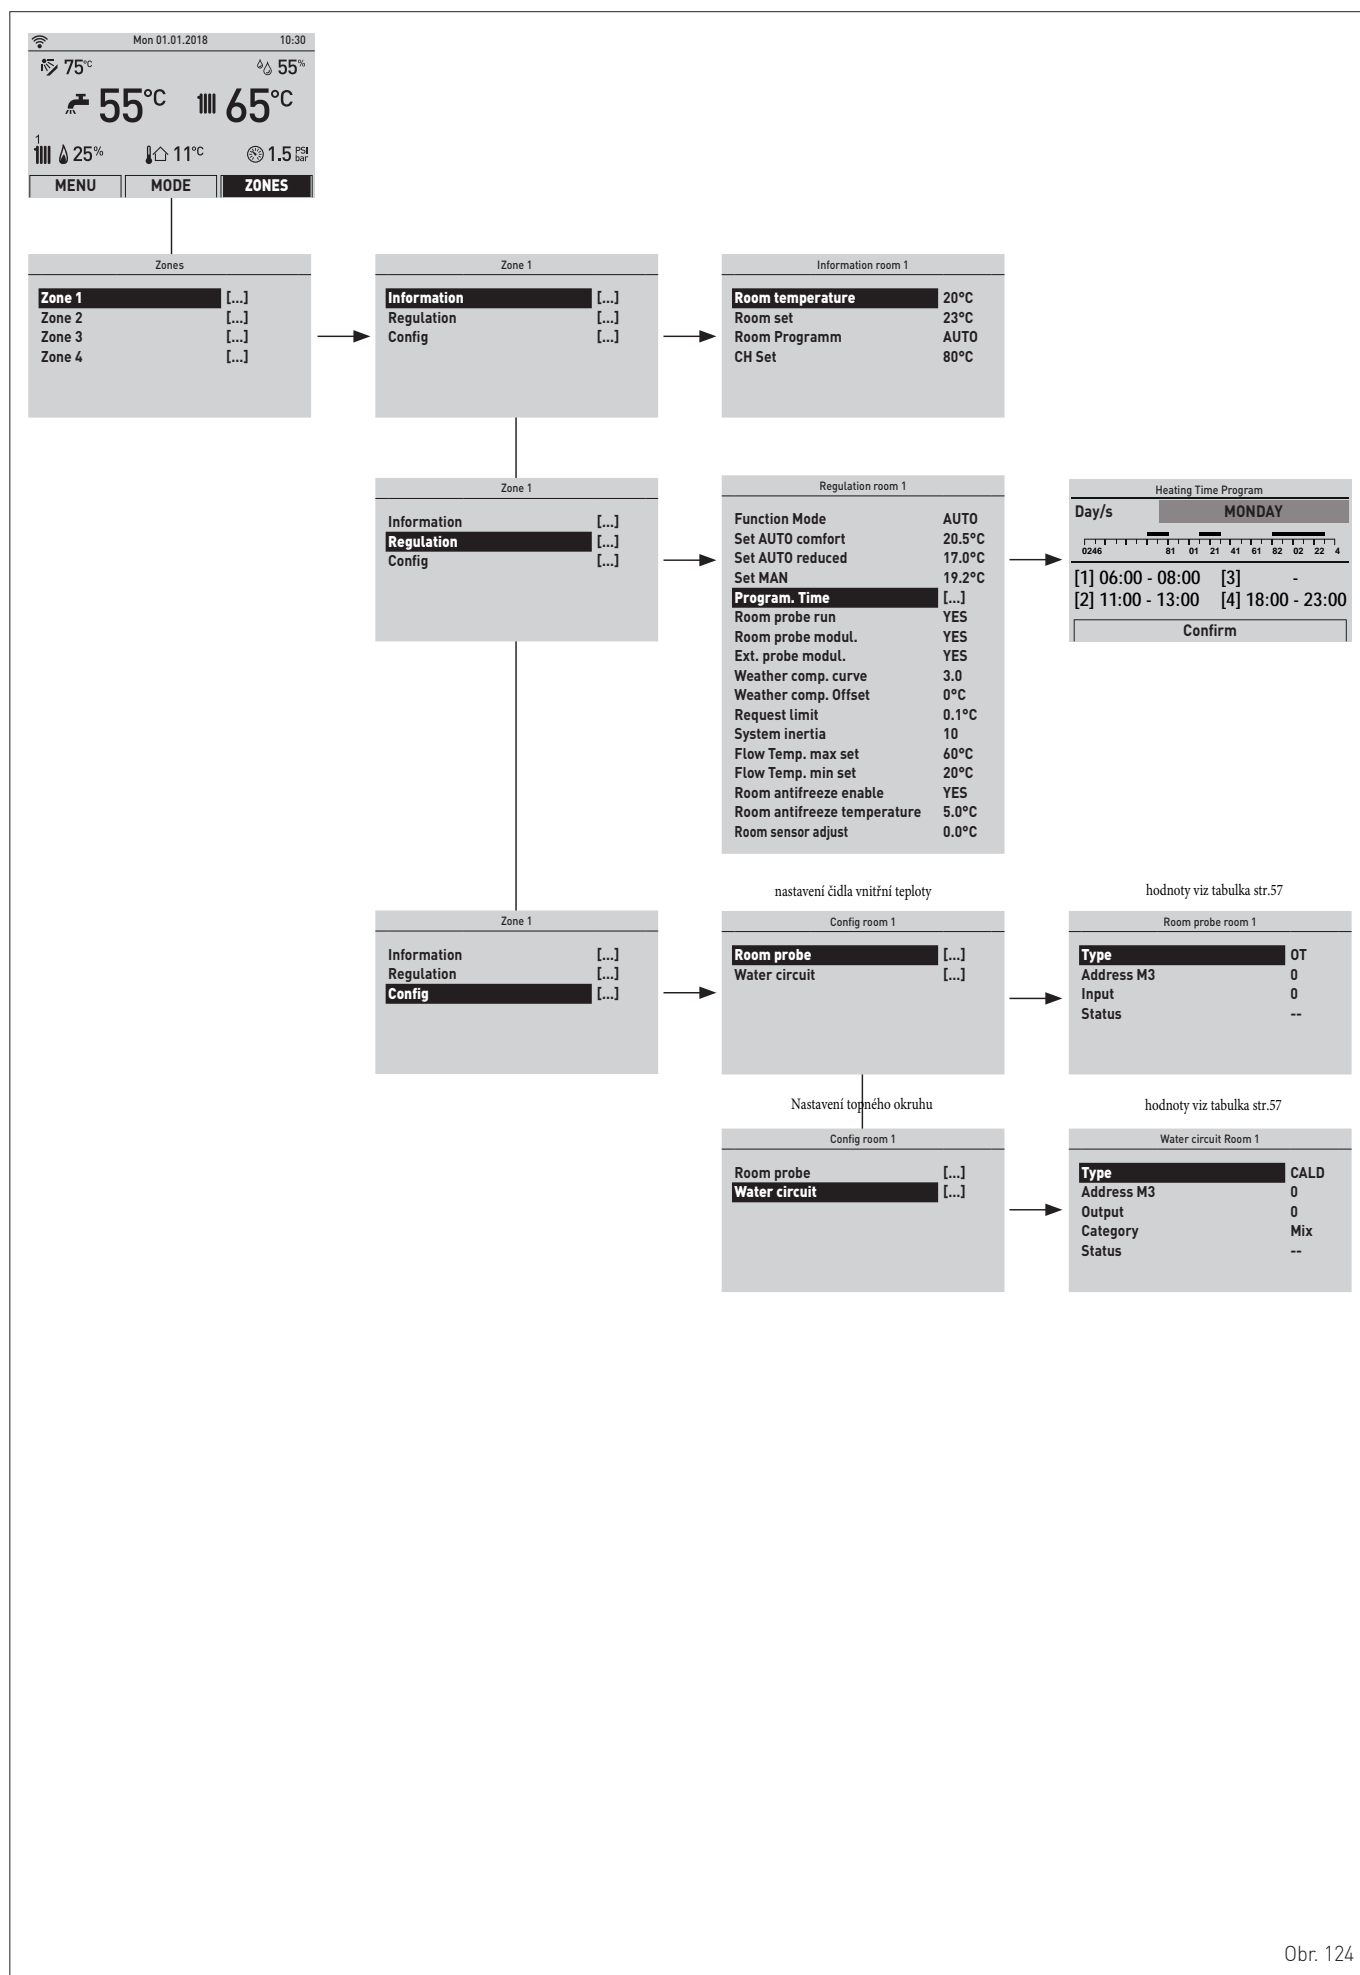 Mon 01.01.2018 10:30
75°C 55%
55°C 65°C
1
25% 11°C 1.5 PSI bar
MENU MODE ZONES
Zones
Zone 1 [...]
Zone 2 [...]
Zone 3 [...]
Zone 4 [...]
Zone 1
Information [...]
Regulation [...]
Config [...]
Information room 1
Room temperature 20°C
Room set 23°C
Room Programm AUTO
CH Set 80°C
Zone 1
Information [...]
Regulation [...]
Config [...]
Regulation room 1
Function Mode AUTO
Set AUTO comfort 20.5°C
Set AUTO reduced 17.0°C
Set MAN 19.2°C
Program. Time [...]
Room probe run YES
Room probe modul. YES
Ext. probe modul. YES
Weather comp. curve 3.0
Weather comp. Offset 0°C
Request limit 0.1°C
System inertia 10
Flow Temp. max set 60°C
Flow Temp. min set 20°C
Room antifreeze enable YES
Room antifreeze temperature 5.0°C
Room sensor adjust 0.0°C
Heating Time Program
Day/s MONDAY
0246 81 01 21 41 61 82 02 22 4
[1] 06:00 - 08:00 [3] -
[2] 11:00 - 13:00 [4] 18:00 - 23:00
Confirm
Zone 1
Information [...]
Regulation [...]
Config [...]
nastavení čidla vnitřní teploty
Config room 1
Room probe [...]
Water circuit [...]
hodnoty viz tabulka str.57
Room probe room 1
Type OT
Address M3 0
Input 0
Status --
Nastavení topného okruhu
Config room 1
Room probe [...]
Water circuit [...]
hodnoty viz tabulka str.57
Water circuit Room 1
Type CALD
Address M3 0
Output 0
Category Mix
Status --
Obr. 124